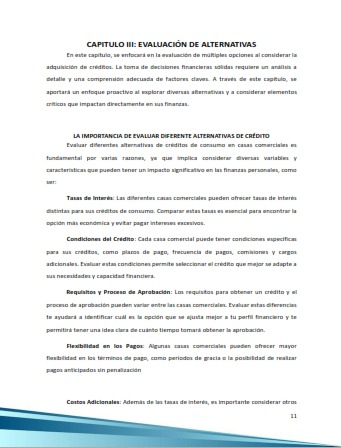 CAPITULO III: EVALUACIÓN DE ALTERNATIVAS
En este capítulo, se enfocará en la evaluación de múltiples opciones al considerar la
adquisición de créditos. La toma de decisiones financieras sólidas requiere un análisis a
detalle y una comprensión adecuada de factores claves. A través de este capítulo, se
aportará un enfoque proactivo al explorar diversas alternativas y a considerar elementos
críticos que impactan directamente en sus finanzas.
LA IMPORTANCIA DE EVALUAR DIFERENTE ALTERNATIVAS DE CRÉDITO
Evaluar diferentes alternativas de créditos de consumo en casas comerciales es
fundamental por varias razones, ya que implica considerar diversas variables y
características que pueden tener un impacto significativo en las finanzas personales, como
ser:
Tasas de Interés: Las diferentes casas comerciales pueden ofrecer tasas de interés
distintas para sus créditos de consumo. Comparar estas tasas es esencial para encontrar la
opción más económica y evitar pagar intereses excesivos.
Condiciones del Crédito: Cada casa comercial puede tener condiciones específicas
para sus créditos, como plazos de pago, frecuencia de pagos, comisiones y cargos
adicionales. Evaluar estas condiciones permite seleccionar el crédito que mejor se adapte a
sus necesidades y capacidad financiera.
Requisitos y Proceso de Aprobación: Los requisitos para obtener un crédito y el
proceso de aprobación pueden variar entre las casas comerciales. Evaluar estas diferencias
te ayudará a identificar cuál es la opción que se ajusta mejor a tu perfil financiero y te
permitirá tener una idea clara de cuánto tiempo tomará obtener la aprobación.
Flexibilidad en los Pagos: Algunas casas comerciales pueden ofrecer mayor
flexibilidad en los términos de pago, como periodos de gracia o la posibilidad de realizar
pagos anticipados sin penalización
Costos Adicionales: Además de las tasas de interés, es importante considerar otros
11